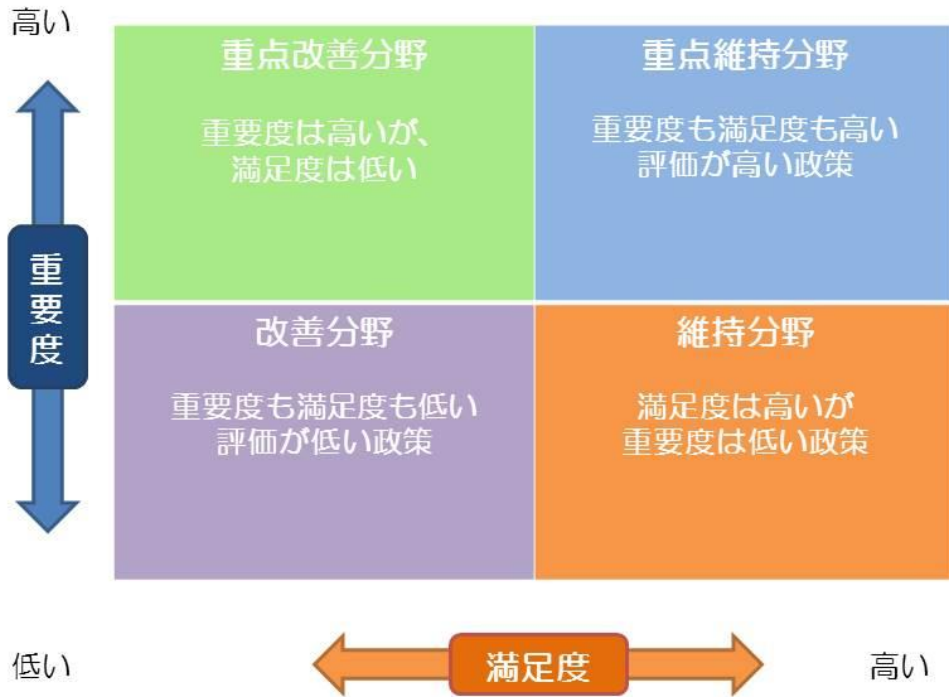 高い
重点改善分野
重要度は高いが、
満足度は低い
重点維持分野
重要度も満足度も高い
評価が高い政策
重要度
改善分野
重要度も満足度も低い
評価が低い政策
維持分野
満足度は高いが
重要度は低い政策
低い
満足度
高い